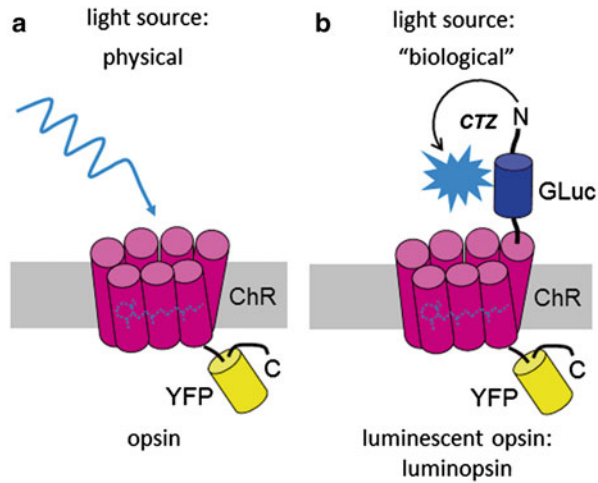 a
light source:
physical
ChR
YFP
C
opsin
b
light source:
“biological”
CTZ
N
GLuc
ChR
YFP
C
luminescent opsin:
luminopsin